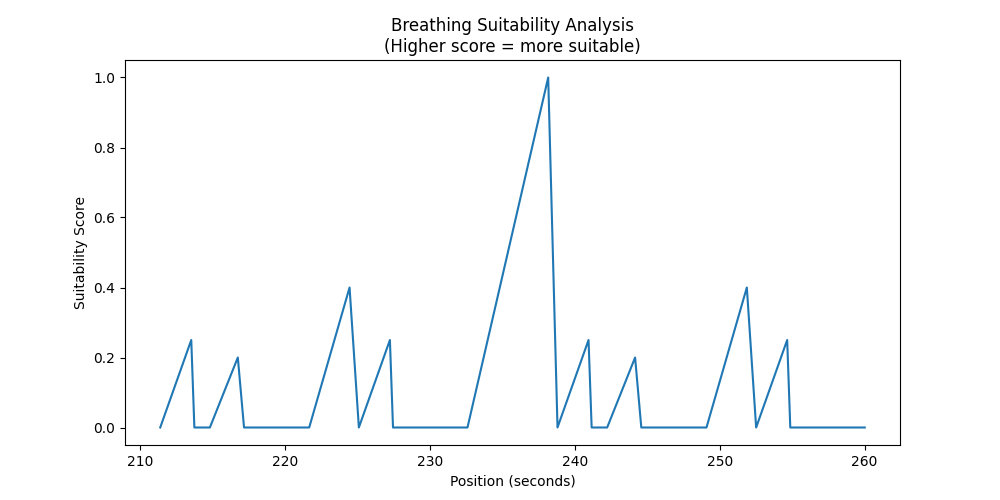 Breathing Suitability Analysis
(Higher score = more suitable)
1.0
0.8
0.6
0.4
0.2
0.0
Suitability Score
210 220 230 240 250 260
Position (seconds)